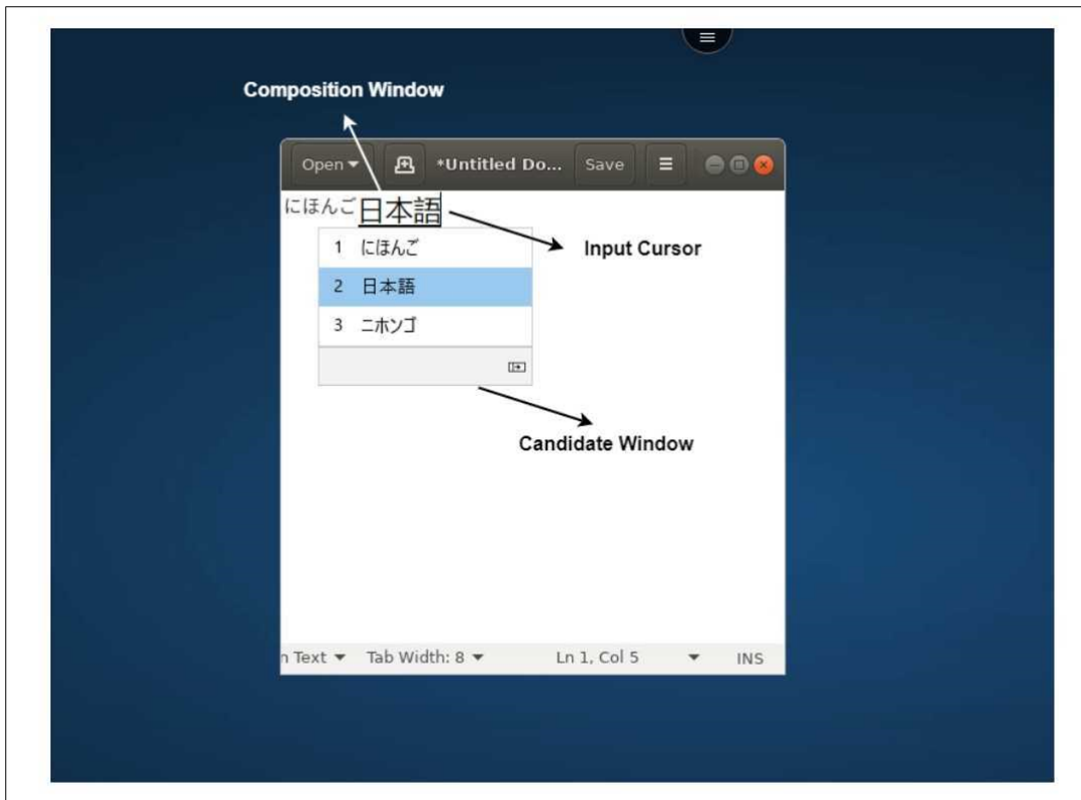 Composition Window
Open *Untitled Do... Save
にほんご日本語
Input Cursor
1 にほんご
2 日本語
3 ニホンゴ
Candidate Window
n Text Tab Width: 8 Ln 1, Col 5 INS